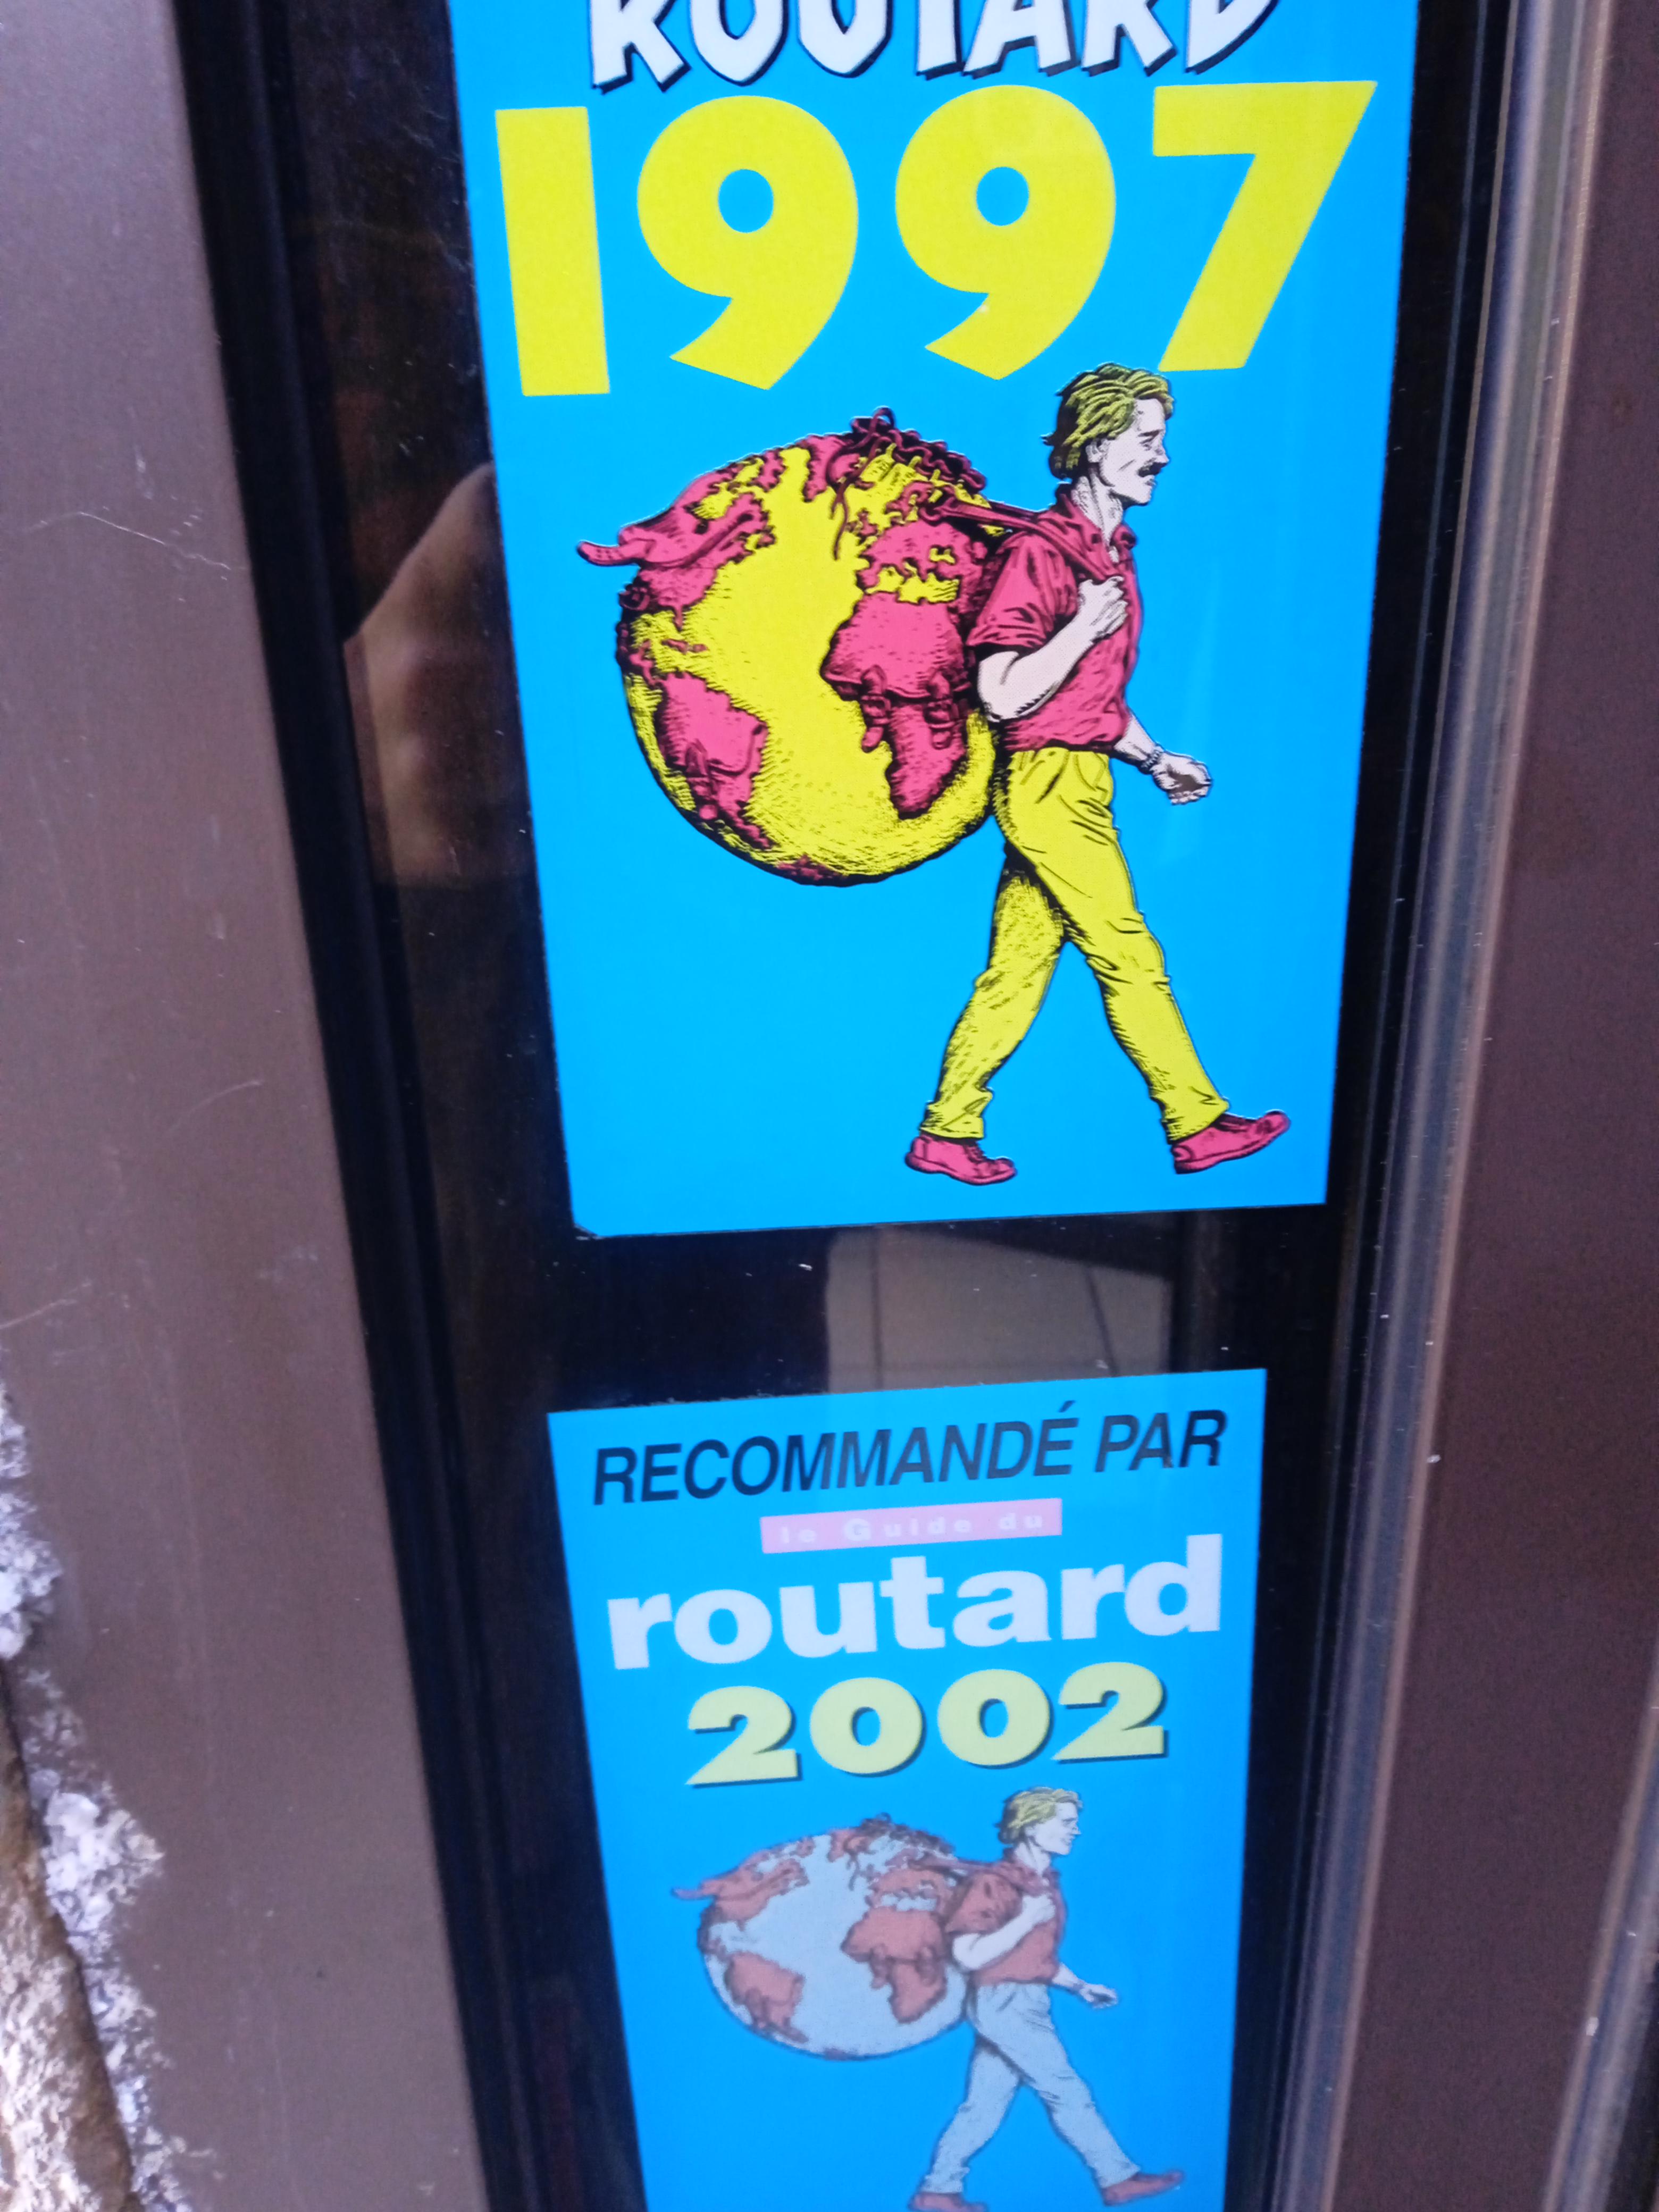 ROUTARD
1997
RECOMMANDÉ PAR
le Guide du
routard
2002